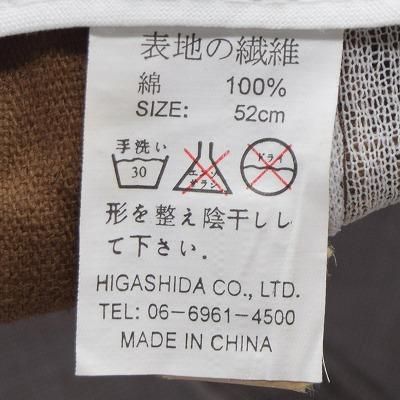 表地の繊維
綿 100%
SIZE: 52cm
手洗い
30
エンソサラシ
ドライ
形を整え陰干しし
て下さい。
HIGASHIDA CO., LTD.
TEL: 06-6961-4500
MADE IN CHINA